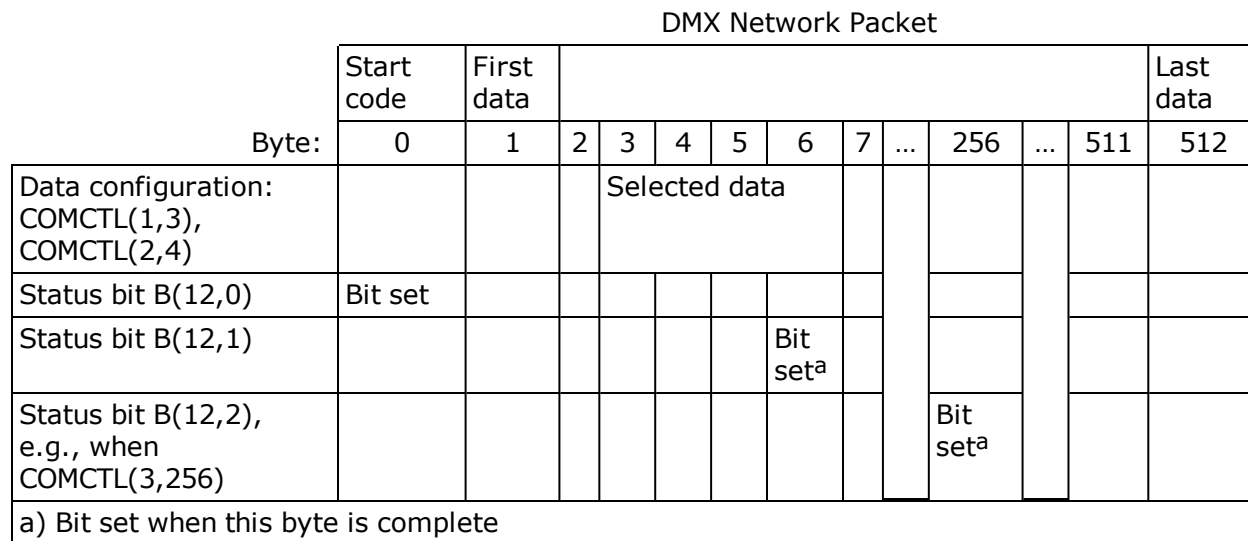 DMX Network Packet
Start code First data Last data
Byte: 0 1 2 3 4 5 6 7 ... 256 ... 511 512
Data configuration:
COMCTL(1,3),
COMCTL(2,4)
Selected data
Status bit B(12,0) Bit set
Status bit B(12,1) Bit
setᵃ
Status bit B(12,2),
e.g., when
COMCTL(3,256)
Bit
setᵃ
a) Bit set when this byte is complete